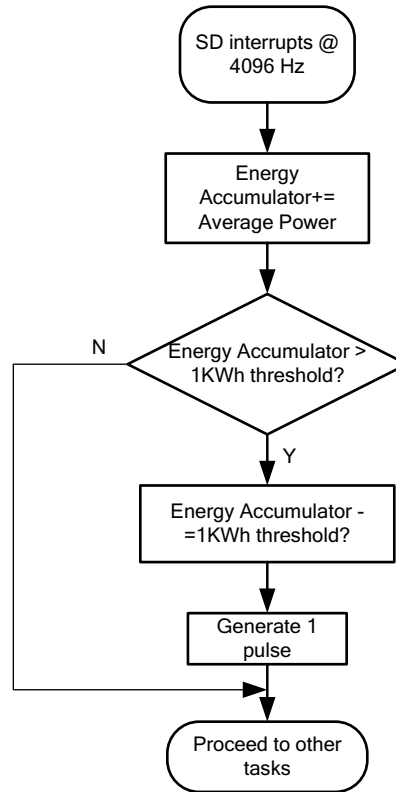 SD interrupts @
4096 Hz
Energy
Accumulator+=
Average Power
N
Energy Accumulator >
1KWh threshold?
Y
Energy Accumulator -
=1KWh threshold?
Generate 1
pulse
Proceed to other
tasks